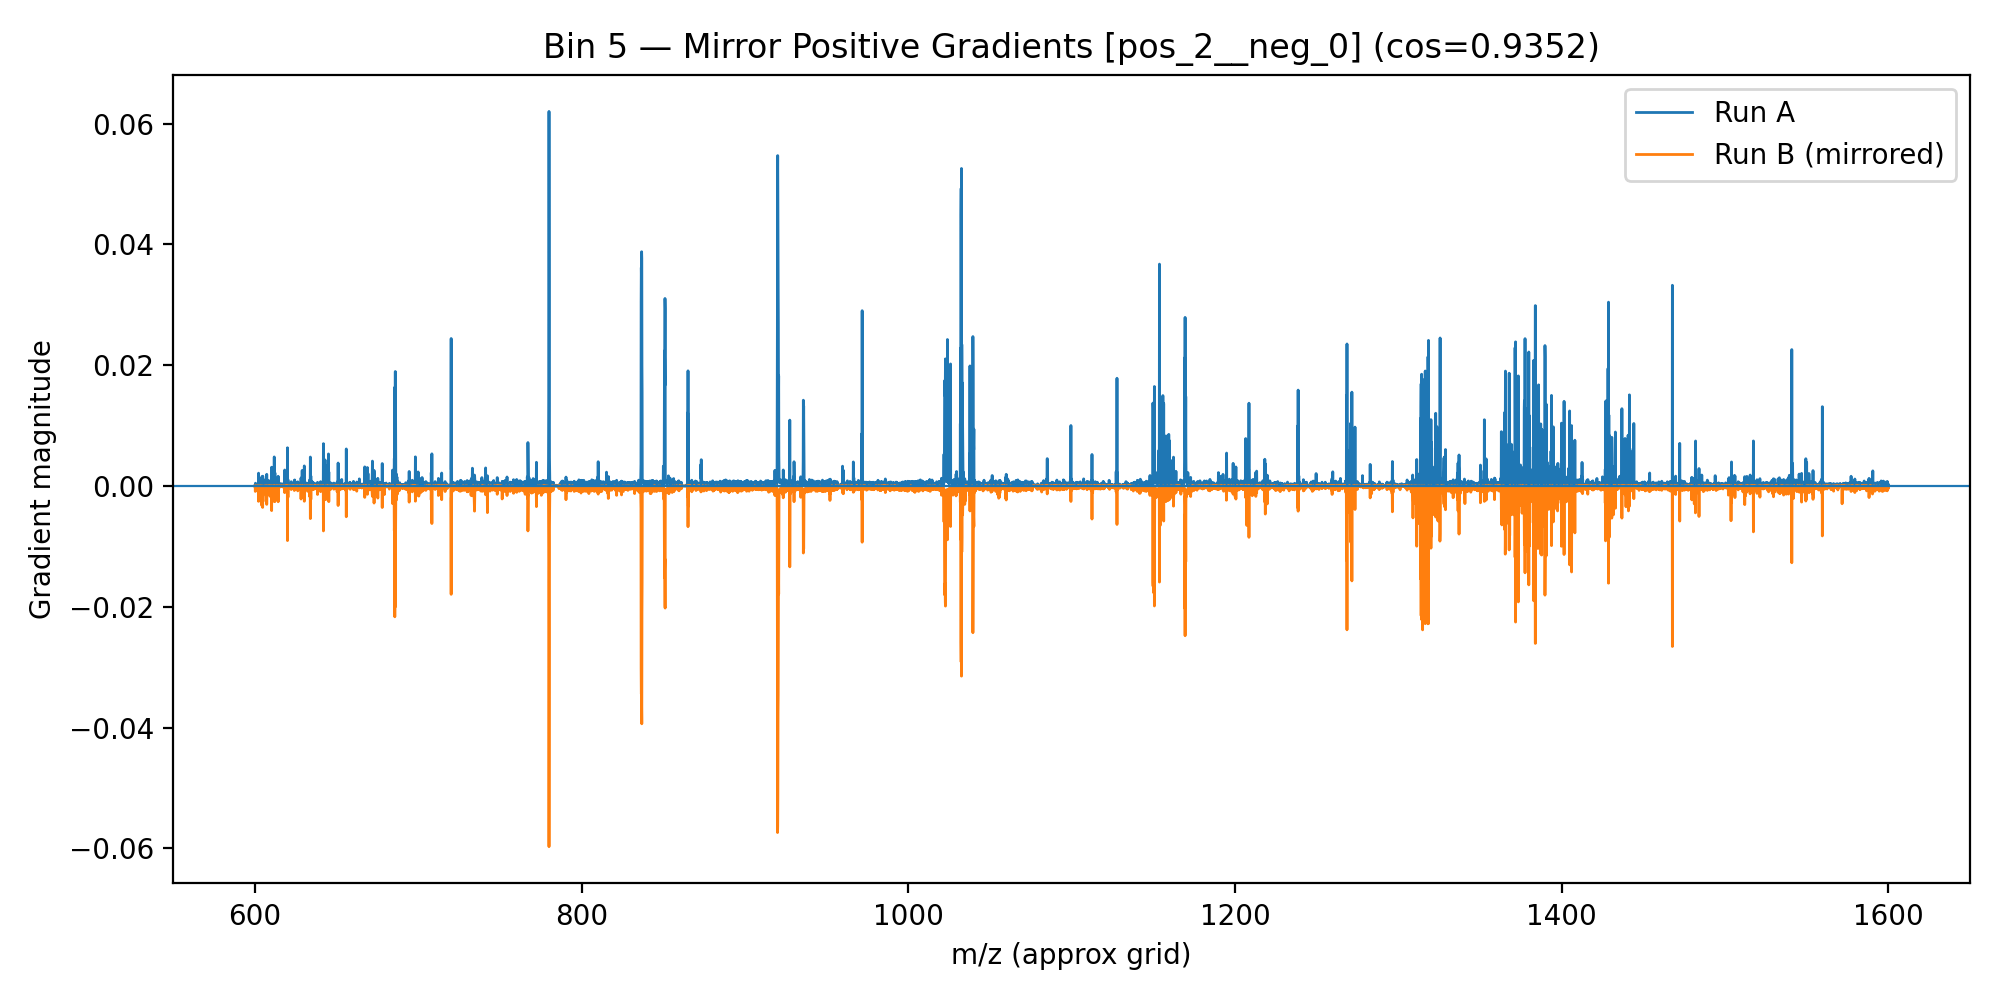 Bin 5 — Mirror Positive Gradients [pos_2__neg_0] (cos=0.9352)
Run A
Run B (mirrored)
0.06
0.04
0.02
0.00
−0.02
−0.04
−0.06
Gradient magnitude
600
800
1000
1200
1400
1600
m/z (approx grid)